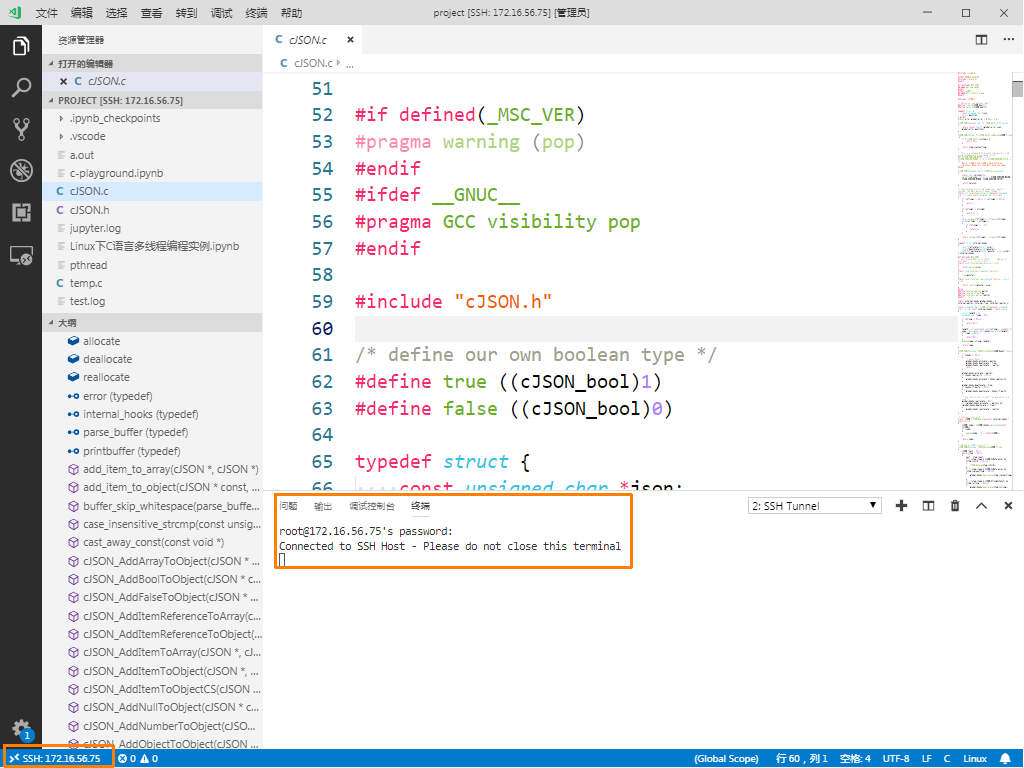 文件 编辑 选择 查看 转到 调试 终端 帮助 project [SSH: 172.16.56.75] [管理员]
资源管理器
打开的编辑器
C cJSON.c
PROJECT [SSH: 172.16.56.75]
.ipynb_checkpoints
.vscode
a.out
c-playground.ipynb
C cJSON.c
C cJSON.h
jupyter.log
Linux下C语言多线程编程实例.ipynb
pthread
C temp.c
test.log
大纲
allocate
deallocate
reallocate
error (typedef)
internal_hooks (typedef)
parse_buffer (typedef)
printbuffer (typedef)
add_item_to_array(cJSON *, cJSON *)
add_item_to_object(cJSON * const, ...
buffer_skip_whitespace(parse_buffe...
case_insensitive_strcmp(const unsig...
cast_away_const(const void *)
cJSON_AddArrayToObject(cJSON * ...
cJSON_AddBoolToObject(cJSON * c...
cJSON_AddFalseToObject(cJSON * ...
cJSON_AddItemReferenceToArray(c...
cJSON_AddItemReferenceToObject(...
cJSON_AddItemToArray(cJSON *, cJ...
cJSON_AddItemToObject(cJSON *, ...
cJSON_AddItemToObjectCS(cJSON ...
cJSON_AddNullToObject(cJSON * c...
cJSON_AddNumberToObject(cJSO...
cJSON_AddObjectToObject(cJSON ...
1
C cJSON.c
C cJSON.c › ...
51
52 #if defined(_MSC_VER)
53 #pragma warning (pop)
54 #endif
55 #ifdef __GNUC__
56 #pragma GCC visibility pop
57 #endif
58
59 #include "cJSON.h"
60
61 /* define our own boolean type */
62 #define true ((cJSON_bool)1)
63 #define false ((cJSON_bool)0)
64
65 typedef struct {
66 ····const unsigned char *json;
问题 输出 调试控制台 终端 2: SSH Tunnel
root@172.16.56.75's password:
Connected to SSH Host - Please do not close this terminal
SSH: 172.16.56.75 0 0 (Global Scope) 行 60，列 1 空格: 4 UTF-8 LF C Linux